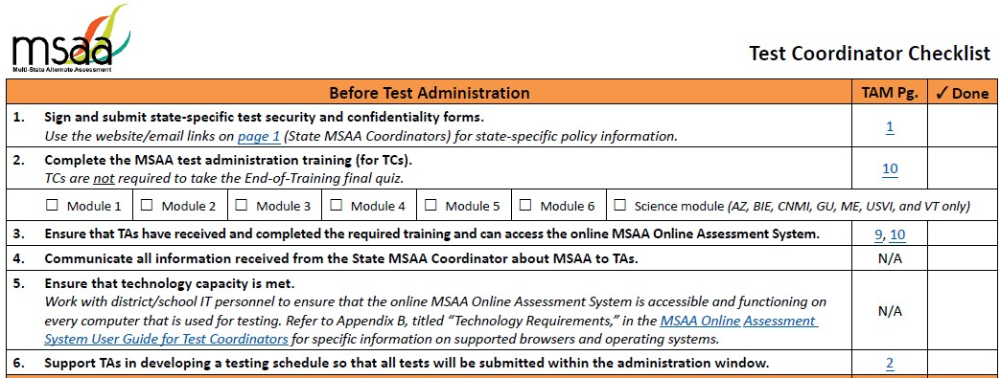 msaa
Multi-State Alternate Assessment
Test Coordinator Checklist
Before Test Administration TAM Pg. ✓ Done
1. Sign and submit state-specific test security and confidentiality forms.
Use the website/email links on page 1 (State MSAA Coordinators) for state-specific policy information.
1
2. Complete the MSAA test administration training (for TCs).
TCs are not required to take the End-of-Training final quiz.
10
☐ Module 1 ☐ Module 2 ☐ Module 3 ☐ Module 4 ☐ Module 5 ☐ Module 6 ☐ Science module (AZ, BIE, CNMI, GU, ME, USVI, and VT only)
3. Ensure that TAs have received and completed the required training and can access the online MSAA Online Assessment System. 9, 10
4. Communicate all information received from the State MSAA Coordinator about MSAA to TAs. N/A
5. Ensure that technology capacity is met.
Work with district/school IT personnel to ensure that the online MSAA Online Assessment System is accessible and functioning on
every computer that is used for testing. Refer to Appendix B, titled “Technology Requirements,” in the MSAA Online Assessment
System User Guide for Test Coordinators for specific information on supported browsers and operating systems.
N/A
6. Support TAs in developing a testing schedule so that all tests will be submitted within the administration window. 2